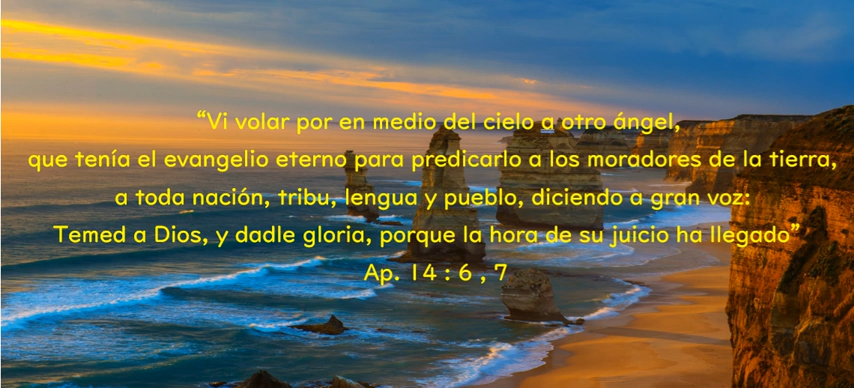 “Vi volar por en medio del cielo a otro ángel,
que tenía el evangelio eterno para predicarlo a los moradores de la tierra,
a toda nación, tribu, lengua y pueblo, diciendo a gran voz:
Temed a Dios, y dadle gloria, porque la hora de su juicio ha llegado”
Ap. 14 : 6 , 7